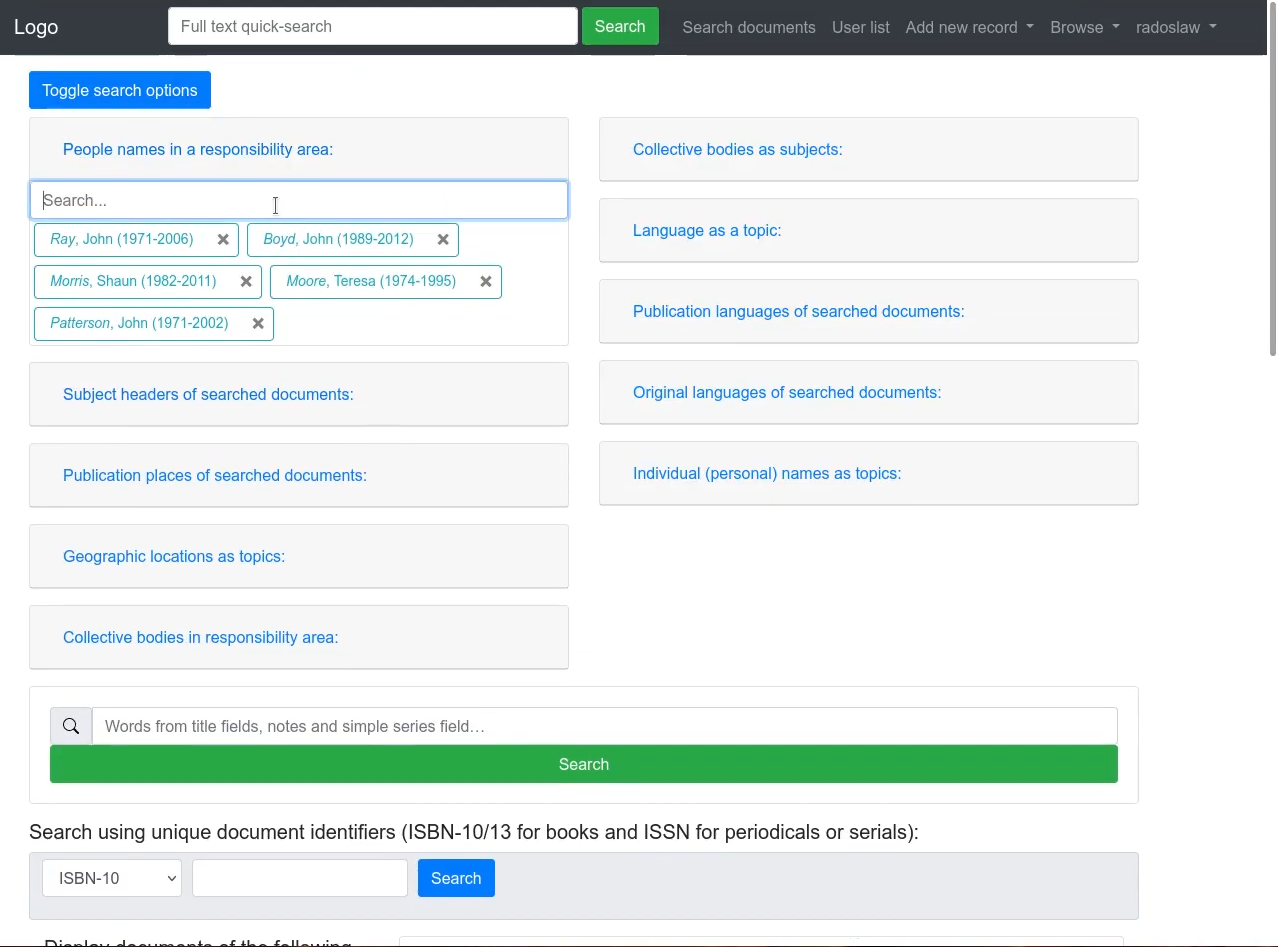 Logo
Full text quick-search
Search
Search documents
User list
Add new record
Browse
radoslaw
Toggle search options
People names in a responsibility area:
Search...
Ray, John (1971-2006)
Boyd, John (1989-2012)
Morris, Shaun (1982-2011)
Moore, Teresa (1974-1995)
Patterson, John (1971-2002)
Subject headers of searched documents:
Publication places of searched documents:
Geographic locations as topics:
Collective bodies in responsibility area:
Collective bodies as subjects:
Language as a topic:
Publication languages of searched documents:
Original languages of searched documents:
Individual (personal) names as topics:
Words from title fields, notes and simple series field…
Search
Search using unique document identifiers (ISBN-10/13 for books and ISSN for periodicals or serials):
ISBN-10
Search
Display documents of the following